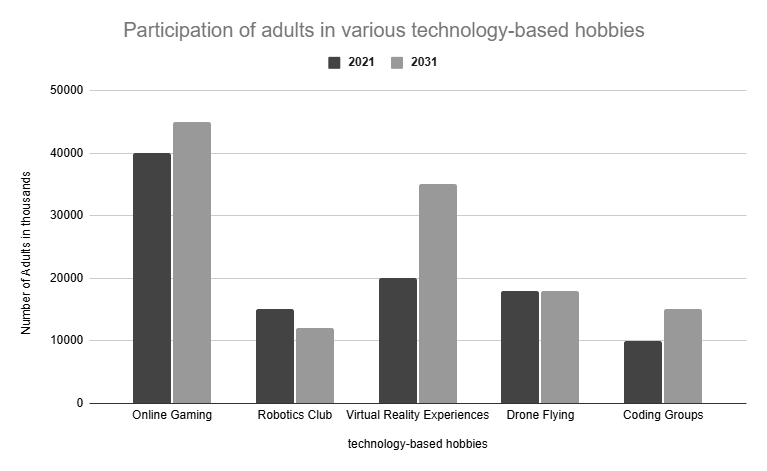 Participation of adults in various technology-based hobbies
2021 2031
50000
40000
30000
20000
10000
0
Number of Adults in thousands
Online Gaming Robotics Club Virtual Reality Experiences Drone Flying Coding Groups
technology-based hobbies